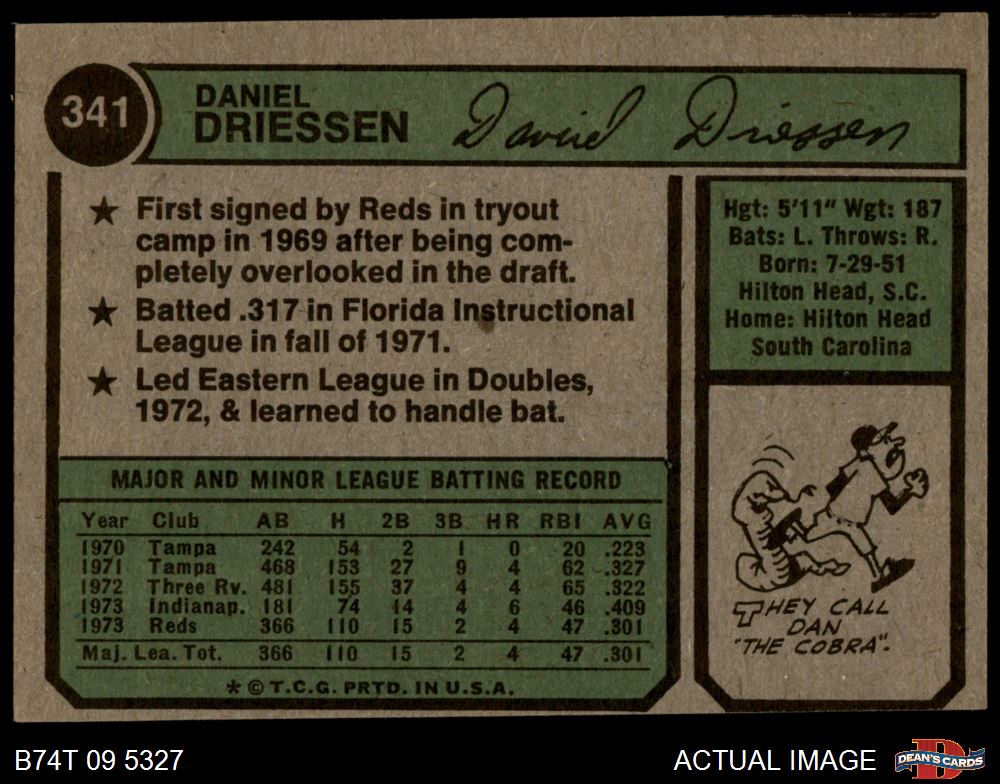 341
DANIEL
DRIESSEN
Daniel Driessen
★ First signed by Reds in tryout
camp in 1969 after being com-
pletely overlooked in the draft.
★ Batted .317 in Florida Instructional
League in fall of 1971.
★ Led Eastern League in Doubles,
1972, & learned to handle bat.
Hgt: 5'11" Wgt: 187
Bats: L. Throws: R.
Born: 7-29-51
Hilton Head, S.C.
Home: Hilton Head
South Carolina
MAJOR AND MINOR LEAGUE BATTING RECORD
Year Club AB H 2B 3B HR RBI AVG
1970 Tampa 242 54 2 1 0 20 .223
1971 Tampa 468 153 27 9 4 62 .327
1972 Three Rv. 481 155 37 4 4 65 .322
1973 Indianap. 181 74 14 4 6 46 .409
1973 Reds 366 110 15 2 4 47 .301
Maj. Lea. Tot. 366 110 15 2 4 47 .301
* © T.C.G. PRTD. IN U.S.A.
THEY CALL
DAN
"THE COBRA".
B74T 09 5327
ACTUAL IMAGE
DEAN'S CARDS